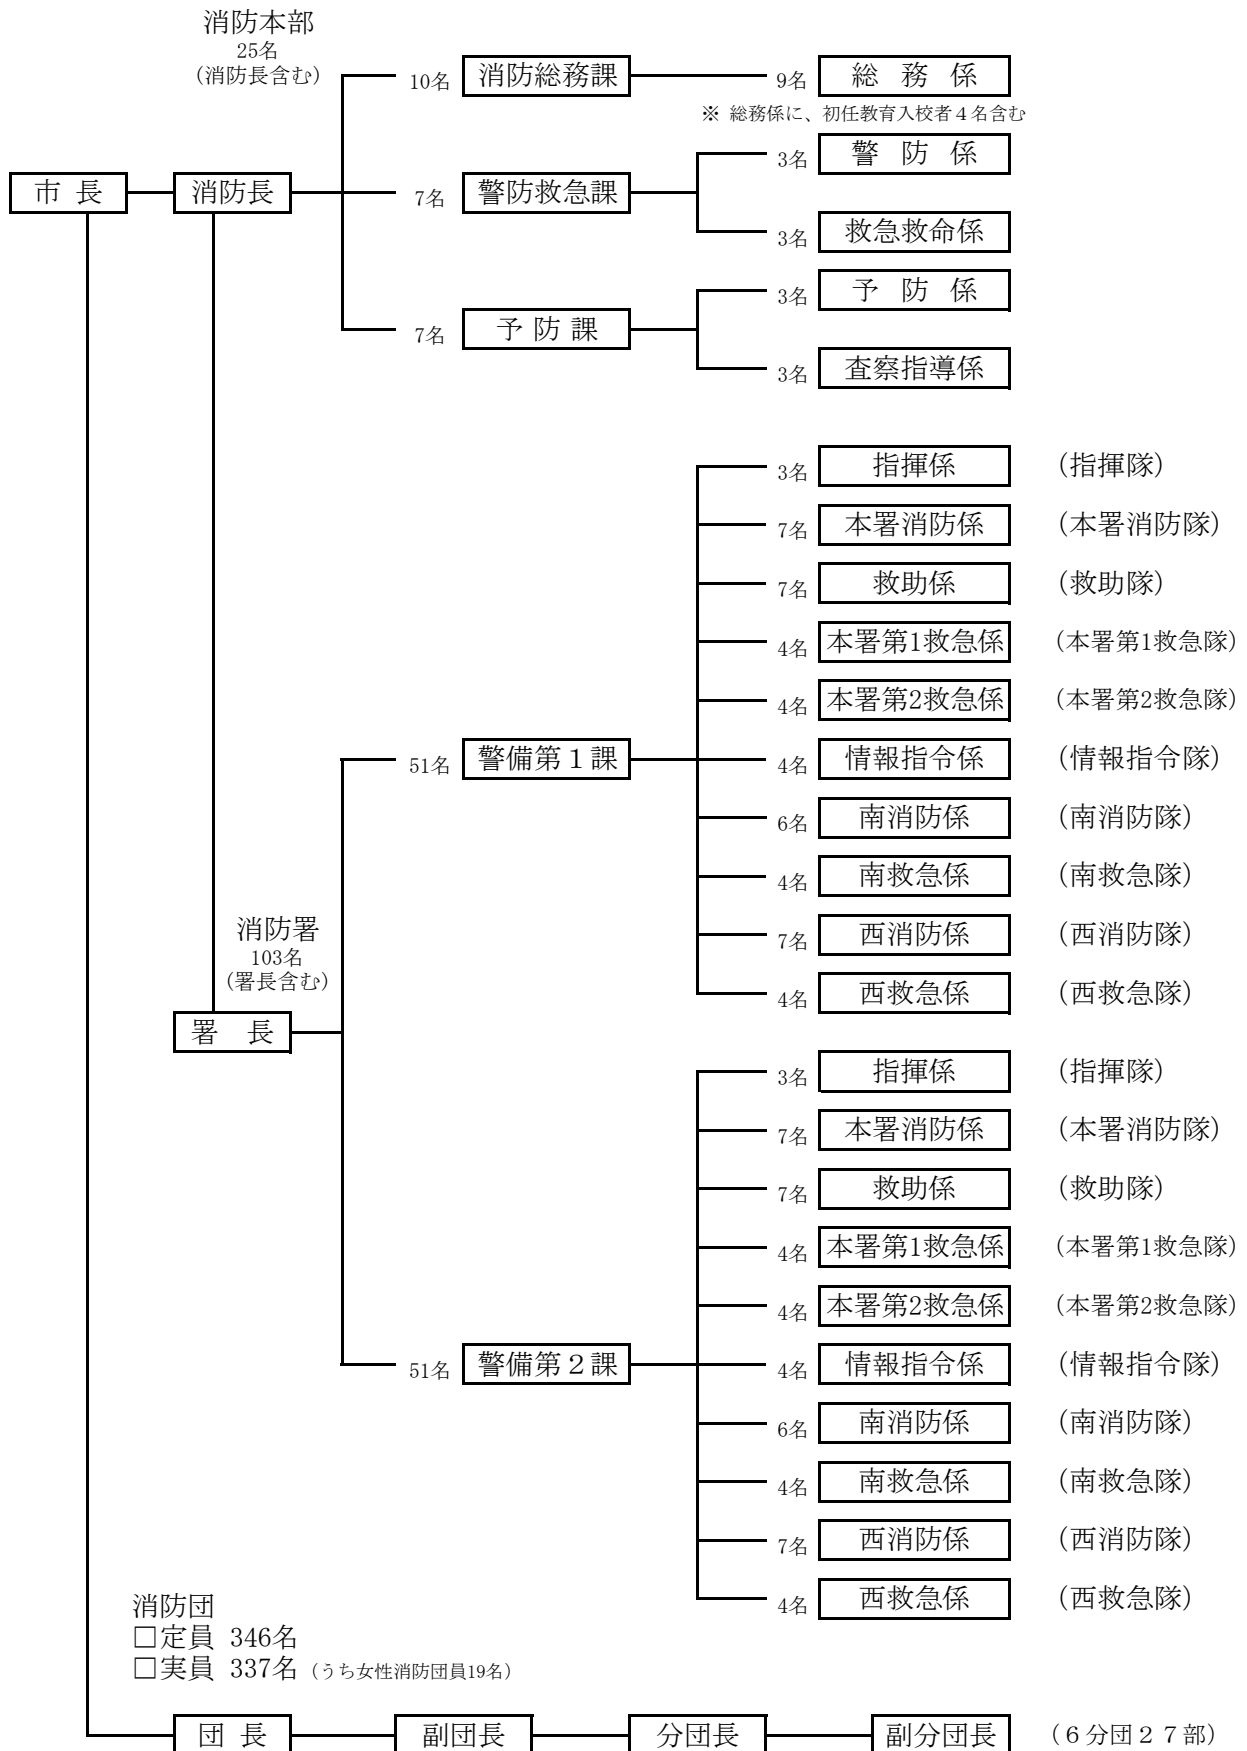 消防本部
25名
(消防長含む)
10名 消防総務課 9名 総務係
※ 総務係に、初任教育入校者４名含む
3名 警防係
市長 消防長 7名 警防救急課
3名 救急救命係
3名 予防係
7名 予防課
3名 査察指導係
3名 指揮係 (指揮隊)
7名 本署消防係 (本署消防隊)
7名 救助係 (救助隊)
4名 本署第1救急係 (本署第1救急隊)
4名 本署第2救急係 (本署第2救急隊)
51名 警備第１課 4名 情報指令係 (情報指令隊)
6名 南消防係 (南消防隊)
4名 南救急係 (南救急隊)
消防署
103名
(署長含む)
7名 西消防係 (西消防隊)
4名 西救急係 (西救急隊)
署長
3名 指揮係 (指揮隊)
7名 本署消防係 (本署消防隊)
7名 救助係 (救助隊)
4名 本署第1救急係 (本署第1救急隊)
4名 本署第2救急係 (本署第2救急隊)
51名 警備第２課 4名 情報指令係 (情報指令隊)
6名 南消防係 (南消防隊)
4名 南救急係 (南救急隊)
7名 西消防係 (西消防隊)
4名 西救急係 (西救急隊)
消防団
□定員 346名
□実員 337名 (うち女性消防団員19名)
団長 副団長 分団長 副分団長 (６分団２７部)